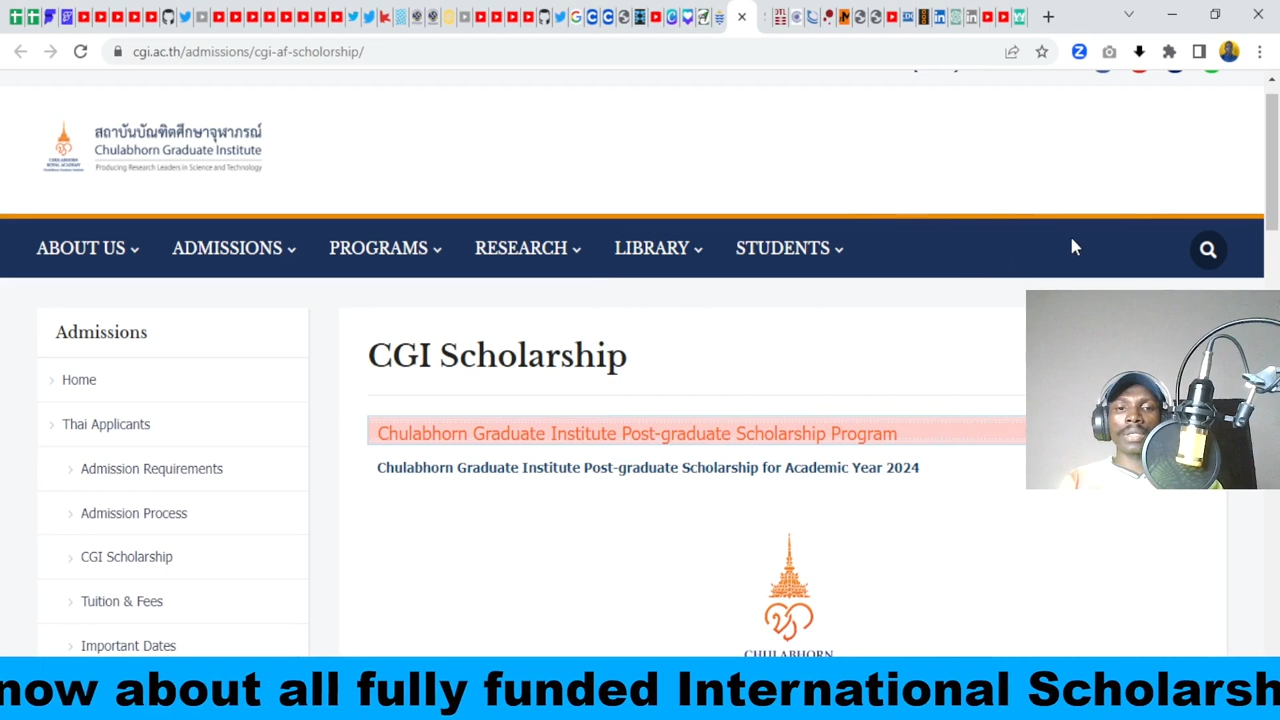 cgi.ac.th/admissions/cgi-af-scholorship/
สถาบันบัณฑิตศึกษาจุฬาภรณ์
Chulabhorn Graduate Institute
Producing Research Leaders in Science and Technology
ABOUT US ADMISSIONS PROGRAMS RESEARCH LIBRARY STUDENTS
Admissions
Home
Thai Applicants
Admission Requirements
Admission Process
CGI Scholarship
Tuition & Fees
Important Dates
CGI Scholarship
Chulabhorn Graduate Institute Post-graduate Scholarship Program
Chulabhorn Graduate Institute Post-graduate Scholarship for Academic Year 2024
CHULABHORN
now about all fully funded International Scholarsh